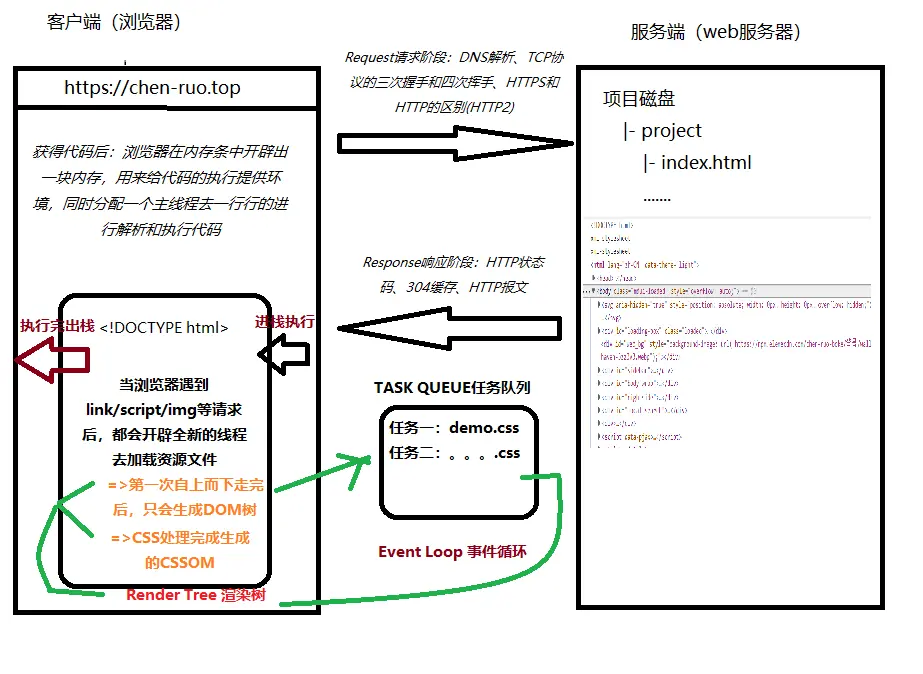 客户端（浏览器）
服务端（web服务器）
https://chen-ruo.top
Request请求阶段：DNS解析、TCP协
议的三次握手和四次挥手、HTTPS和
HTTP的区别(HTTP2)
项目磁盘
|- project
|- index.html
.......
获得代码后：浏览器在内存条中开辟出
一块内存，用来给代码的执行提供环
境，同时分配一个主线程去一行行的进
行解析和执行代码
Response响应阶段：HTTP状态
码、304缓存、HTTP报文
执行完出栈
<!DOCTYPE html>
进栈执行
当浏览器遇到
link/script/img等请求
后，都会开辟全新的线程
去加载资源文件
=>第一次自上而下走完
后，只会生成DOM树
=>CSS处理完成生成
的CSSOM
Render Tree 渲染树
TASK QUEUE任务队列
任务一：demo.css
任务二：。。。.css
Event Loop 事件循环
<!DOCTYPE html>
</svg>